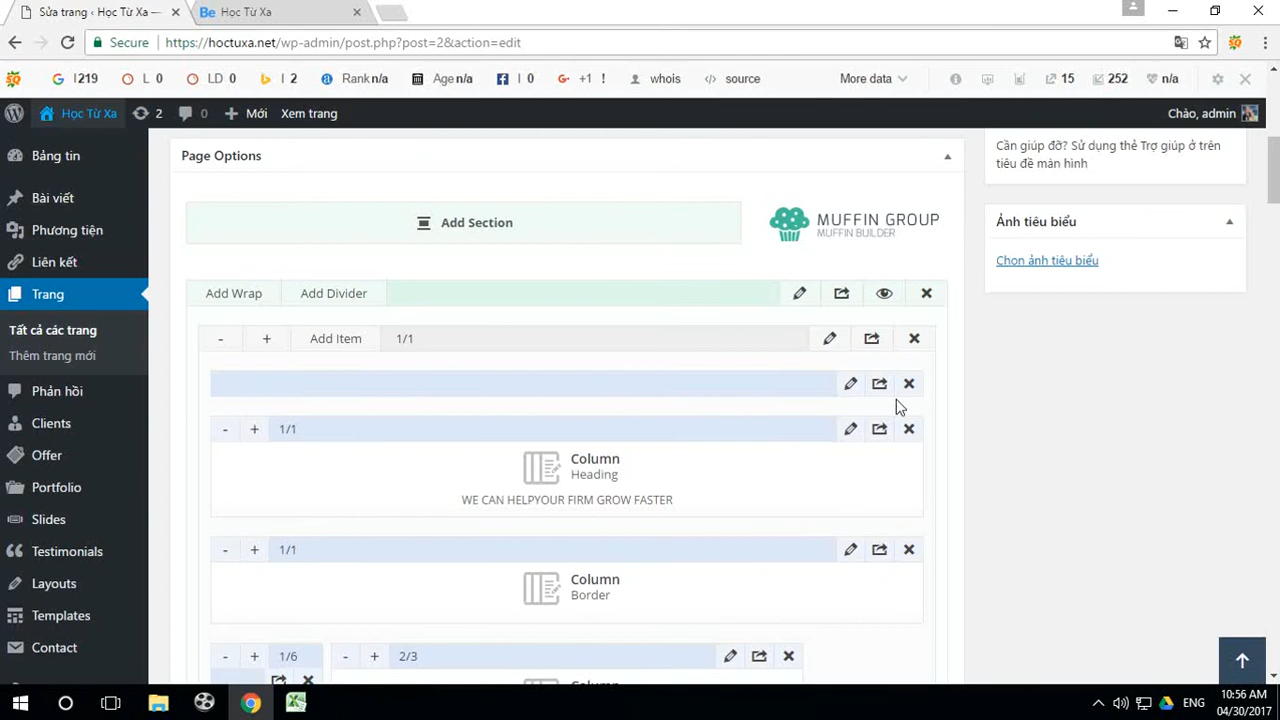 Sửa trang ‹ Học Từ Xa —
Be Học Từ Xa
Secure https://hoctuxa.net/wp-admin/post.php?post=2&action=edit
SQ G I 219 L 0 LD 0 I 2 Rank n/a Age n/a I 0 +1 ! whois source More data 15 252 n/a
Học Từ Xa 2 0 Mới Xem trang Chào, admin
Bảng tin
Bài viết
Phương tiện
Liên kết
Trang
Tất cả các trang
Thêm trang mới
Phản hồi
Clients
Offer
Portfolio
Slides
Testimonials
Layouts
Templates
Contact
Page Options
Add Section
MUFFIN GROUP
MUFFIN BUILDER
Add Wrap Add Divider
- + Add Item 1/1
- + 1/1
Column
Heading
WE CAN HELPYOUR FIRM GROW FASTER
- + 1/1
Column
Border
- + 1/6 - + 2/3
Column
Cần giúp đỡ? Sử dụng thẻ Trợ giúp ở trên
tiêu đề màn hình
Ảnh tiêu biểu
Chọn ảnh tiêu biểu
ENG
10:56 AM
04/30/2017